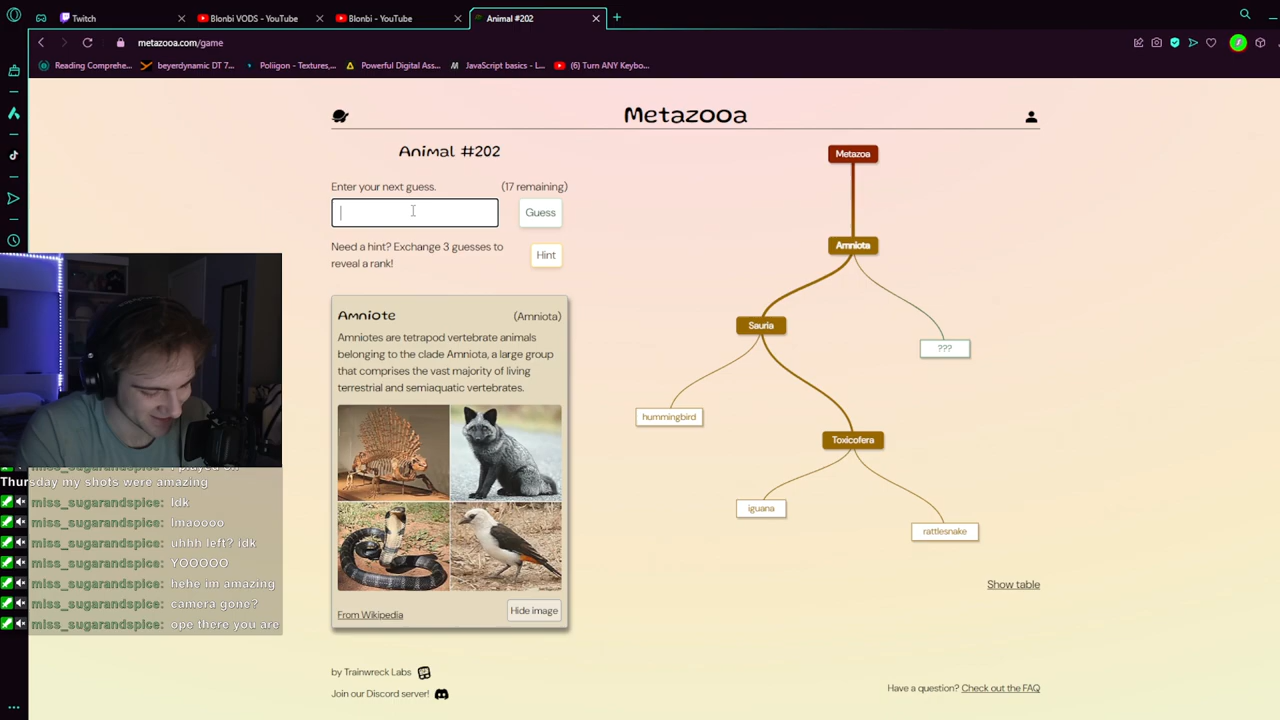 Twitch
Blonbi VODS - YouTube
Blonbi - YouTube
Animal #202
metazooa.com/game
Reading Comprehe...
beyerdynamic DT 7...
Poliigon - Textures,...
Powerful Digital Ass...
JavaScript basics - L...
(6) Turn ANY Keybo...
Metazooa
Animal #202
Enter your next guess.
(17 remaining)
Guess
Need a hint? Exchange 3 guesses to
reveal a rank!
Hint
Amniote
(Amniota)
Amniotes are tetrapod vertebrate animals
belonging to the clade Amniota, a large group
that comprises the vast majority of living
terrestrial and semiaquatic vertebrates.
From Wikipedia
Hide image
Metazoa
Amniota
Sauria
???
hummingbird
Toxicofera
iguana
rattlesnake
Show table
by Trainwreck Labs
Join our Discord server!
Have a question? Check out the FAQ
Thursday my shots were amazing
miss_sugarandspice: Idk
miss_sugarandspice: lmaoooo
miss_sugarandspice: uhhh left? idk
miss_sugarandspice: YOOOOO
miss_sugarandspice: hehe im amazing
miss_sugarandspice: camera gone?
miss_sugarandspice: ope there you are